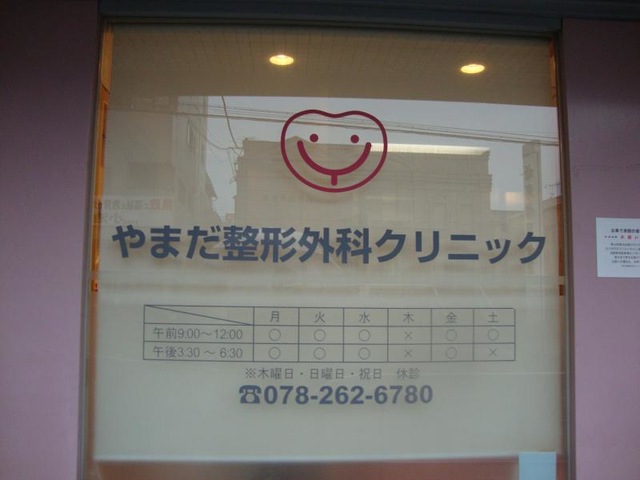 やまだ整形外科クリニック
月 火 水 木 金 土
午前9:00～12:00 ○ ○ ○ × ○ ○
午後3:30～6:30 ○ ○ ○ × ○ ×
※木曜日・日曜日・祝日 休診
☎078-262-6780